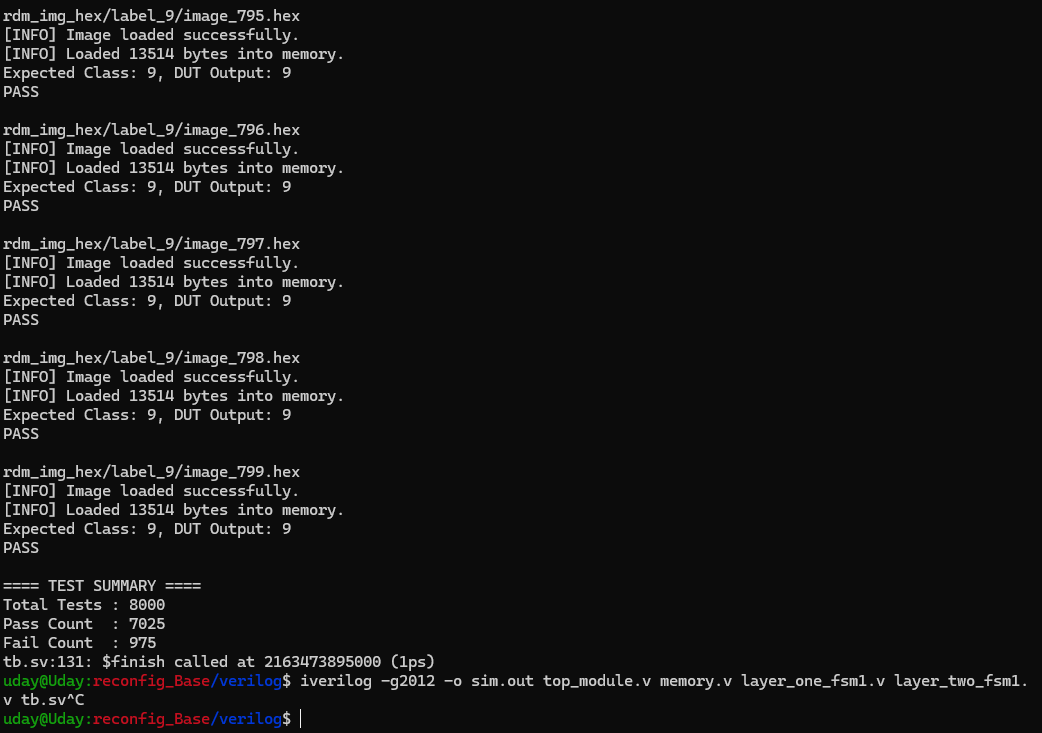 rdm_img_hex/label_9/image_795.hex
[INFO] Image loaded successfully.
[INFO] Loaded 13514 bytes into memory.
Expected Class: 9, DUT Output: 9
PASS

rdm_img_hex/label_9/image_796.hex
[INFO] Image loaded successfully.
[INFO] Loaded 13514 bytes into memory.
Expected Class: 9, DUT Output: 9
PASS

rdm_img_hex/label_9/image_797.hex
[INFO] Image loaded successfully.
[INFO] Loaded 13514 bytes into memory.
Expected Class: 9, DUT Output: 9
PASS

rdm_img_hex/label_9/image_798.hex
[INFO] Image loaded successfully.
[INFO] Loaded 13514 bytes into memory.
Expected Class: 9, DUT Output: 9
PASS

rdm_img_hex/label_9/image_799.hex
[INFO] Image loaded successfully.
[INFO] Loaded 13514 bytes into memory.
Expected Class: 9, DUT Output: 9
PASS

==== TEST SUMMARY ====
Total Tests : 8000
Pass Count  : 7025
Fail Count  : 975
tb.sv:131: $finish called at 2163473895000 (1ps)
uday@Uday:reconfig_Base/verilog$ iverilog -g2012 -o sim.out top_module.v memory.v layer_one_fsm1.v layer_two_fsm1.
v tb.sv^C
uday@Uday:reconfig_Base/verilog$